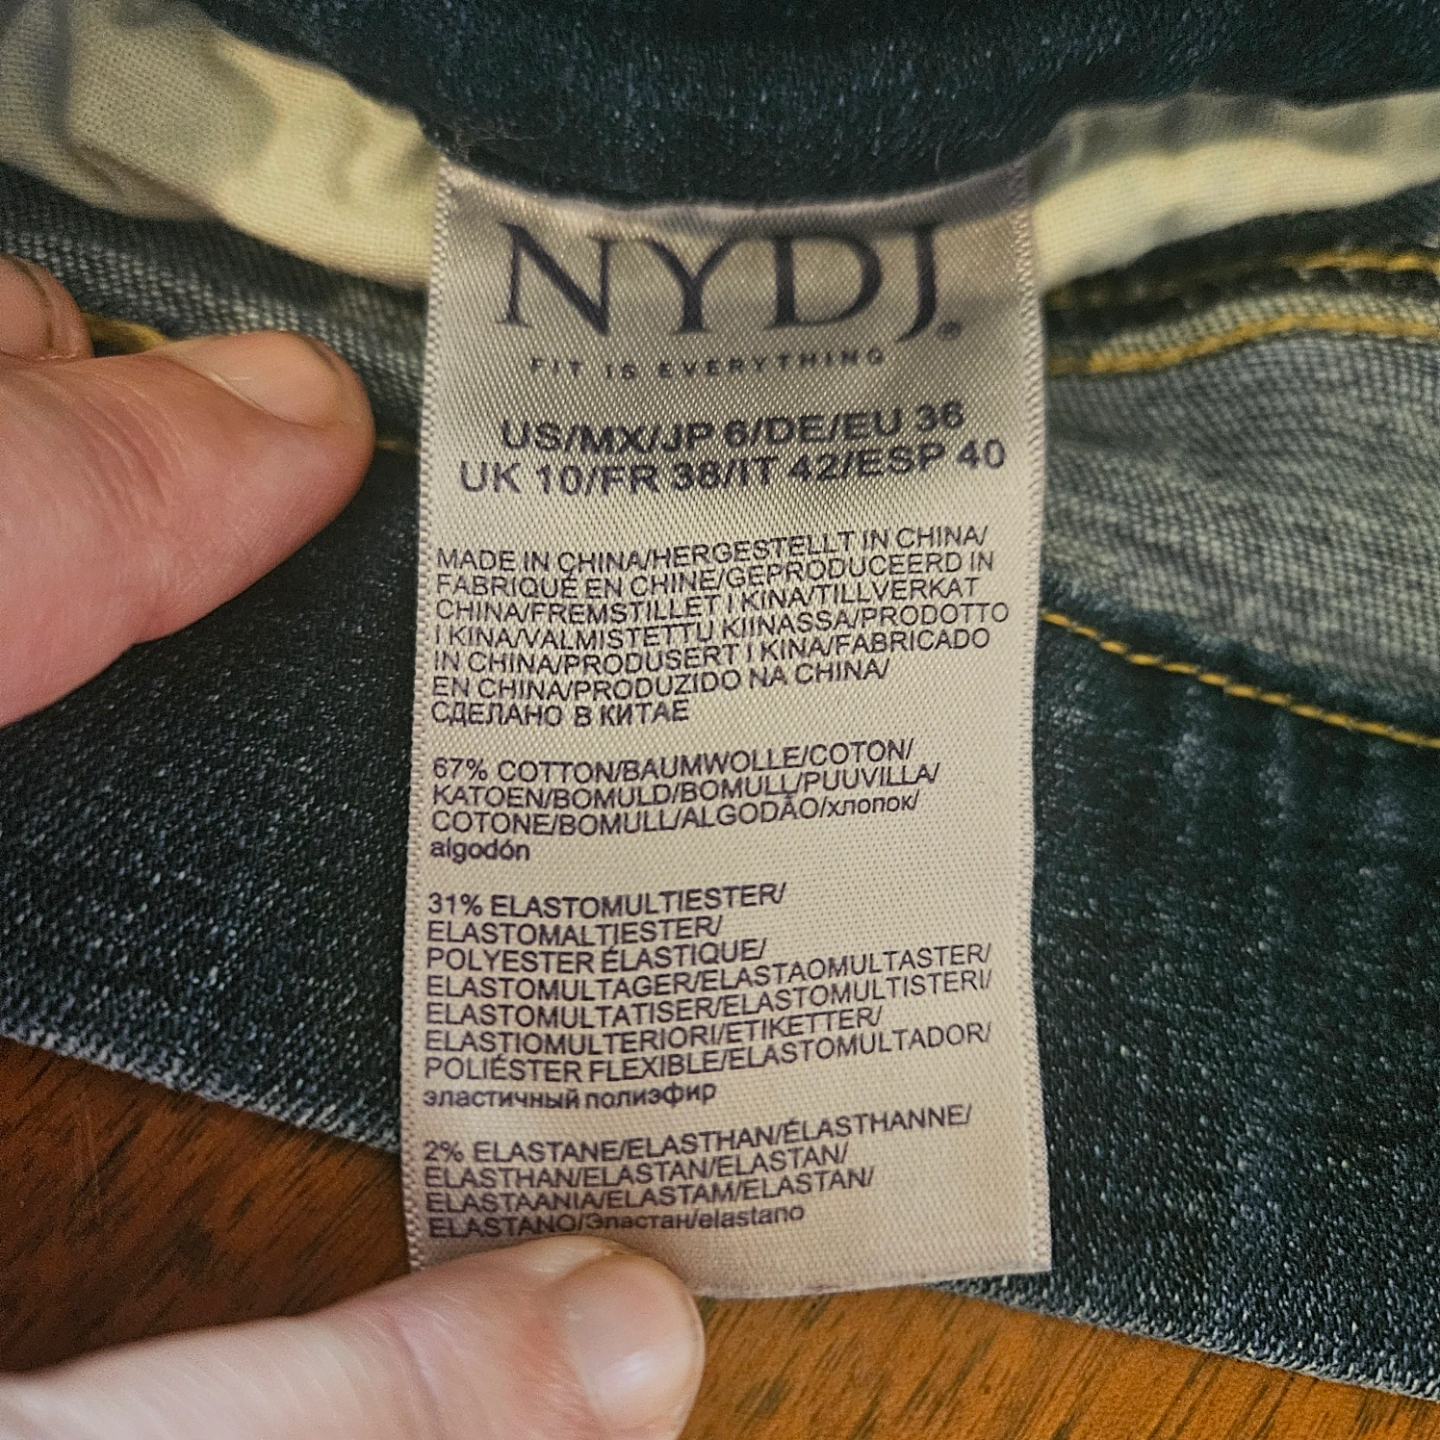 NYDJ®
FIT IS EVERYTHING
US/MX/JP 6/DE/EU 36
UK 10/FR 38/IT 42/ESP 40
MADE IN CHINA/HERGESTELLT IN CHINA/
FABRIQUÉ EN CHINE/GEPRODUCEERD IN
CHINA/FREMSTILLET I KINA/TILLVERKAT
I KINA/VALMISTETTU KIINASSA/PRODOTTO
IN CHINA/PRODUSERT I KINA/FABRICADO
EN CHINA/PRODUZIDO NA CHINA/
СДЕЛАНО В КИТАЕ
67% COTTON/BAUMWOLLE/COTON/
KATOEN/BOMULD/BOMULL/PUUVILLA/
COTONE/BOMULL/ALGODÃO/хлопок/
algodón
31% ELASTOMULTIESTER/
ELASTOMALTIESTER/
POLYESTER ÉLASTIQUE/
ELASTOMULTAGER/ELASTAOMULTASTER/
ELASTOMULTATISER/ELASTOMULTISTERI/
ELASTIOMULTERIORI/ETIKETTER/
POLIÉSTER FLEXIBLE/ELASTOMULTADOR/
эластичный полиэфир
2% ELASTANE/ELASTHAN/ÉLASTHANNE/
ELASTHAN/ELASTAN/ELASTAN/
ELASTAANIA/ELASTAM/ELASTAN/
ELASTANO/Эластан/elastano